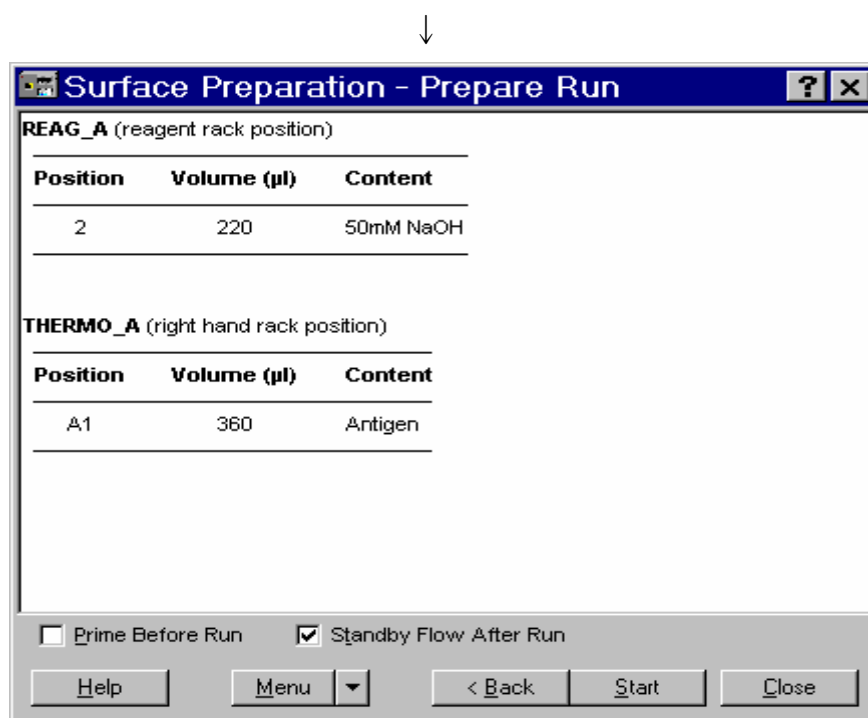 ↓
Surface Preparation - Prepare Run
REAG_A (reagent rack position)
Position Volume (µl) Content
2 220 50mM NaOH
THERMO_A (right hand rack position)
Position Volume (µl) Content
A1 360 Antigen
Prime Before Run Standby Flow After Run
Help Menu < Back Start Close